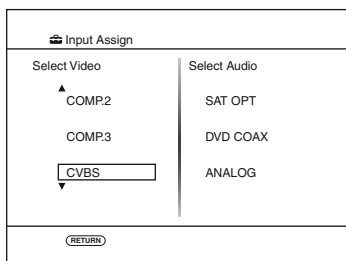 Input Assign
Select Video
Select Audio
COMP.2
SAT OPT
COMP.3
DVD COAX
CVBS
ANALOG
RETURN